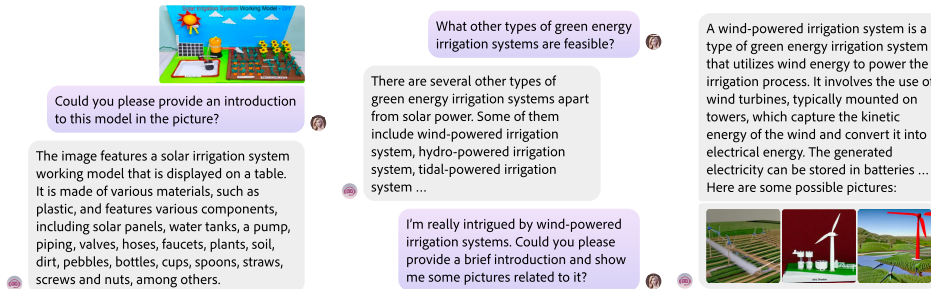 Solar Irrigation System Working Model - DIY
Could you please provide an introduction
to this model in the picture?
The image features a solar irrigation system
working model that is displayed on a table.
It is made of various materials, such as
plastic, and features various components,
including solar panels, water tanks, a pump,
piping, valves, hoses, faucets, plants, soil,
dirt, pebbles, bottles, cups, spoons, straws,
screws and nuts, among others.
What other types of green energy
irrigation systems are feasible?
There are several other types of
green energy irrigation systems apart
from solar power. Some of them
include wind-powered irrigation
system, hydro-powered irrigation
system, tidal-powered irrigation
system ...
I'm really intrigued by wind-powered
irrigation systems. Could you please
provide a brief introduction and show
me some pictures related to it?
A wind-powered irrigation system is a
type of green energy irrigation system
that utilizes wind energy to power the
irrigation process. It involves the use of
wind turbines, typically mounted on
towers, which capture the kinetic
energy of the wind and convert it into
electrical energy. The generated
electricity can be stored in batteries ...
Here are some possible pictures: